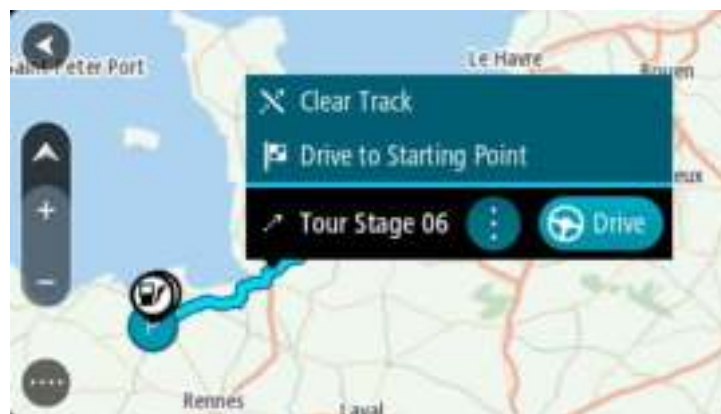 Saint Peter Port
Le Havre
Rouen
Clear Track
Drive to Starting Point
Tour Stage 06
Drive
Rennes
Laval